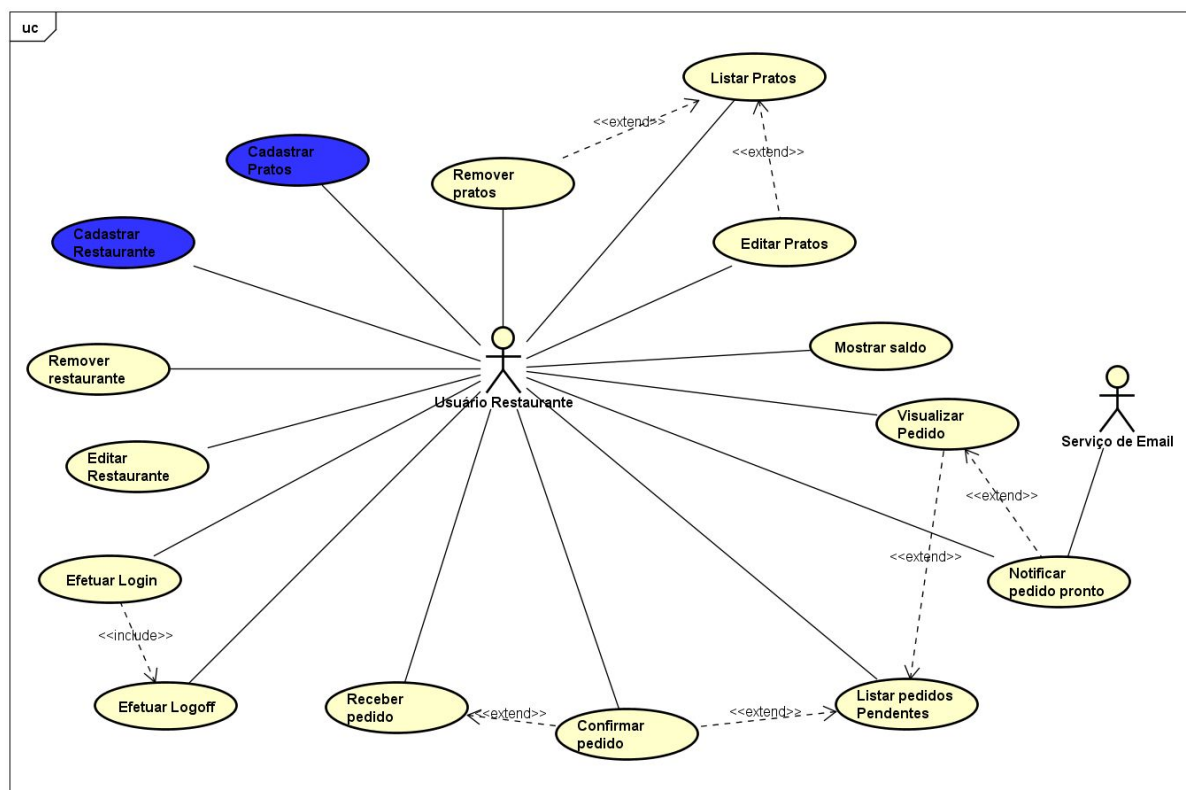 uc
Listar Pratos
<<extend>>
Cadastrar
Pratos
<<extend>>
Remover
pratos
Cadastrar
Restaurante
Editar Pratos
Mostrar saldo
Remover
restaurante
Usuário Restaurante
Visualizar
Pedido
Serviço de Email
Editar
Restaurante
<<extend>>
<<extend>>
Efetuar Login
Notificar
pedido pronto
<<include>>
Receber
pedido
Listar pedidos
Pendentes
Efetuar Logoff
<<extend>>
<<extend>>
Confirmar
pedido